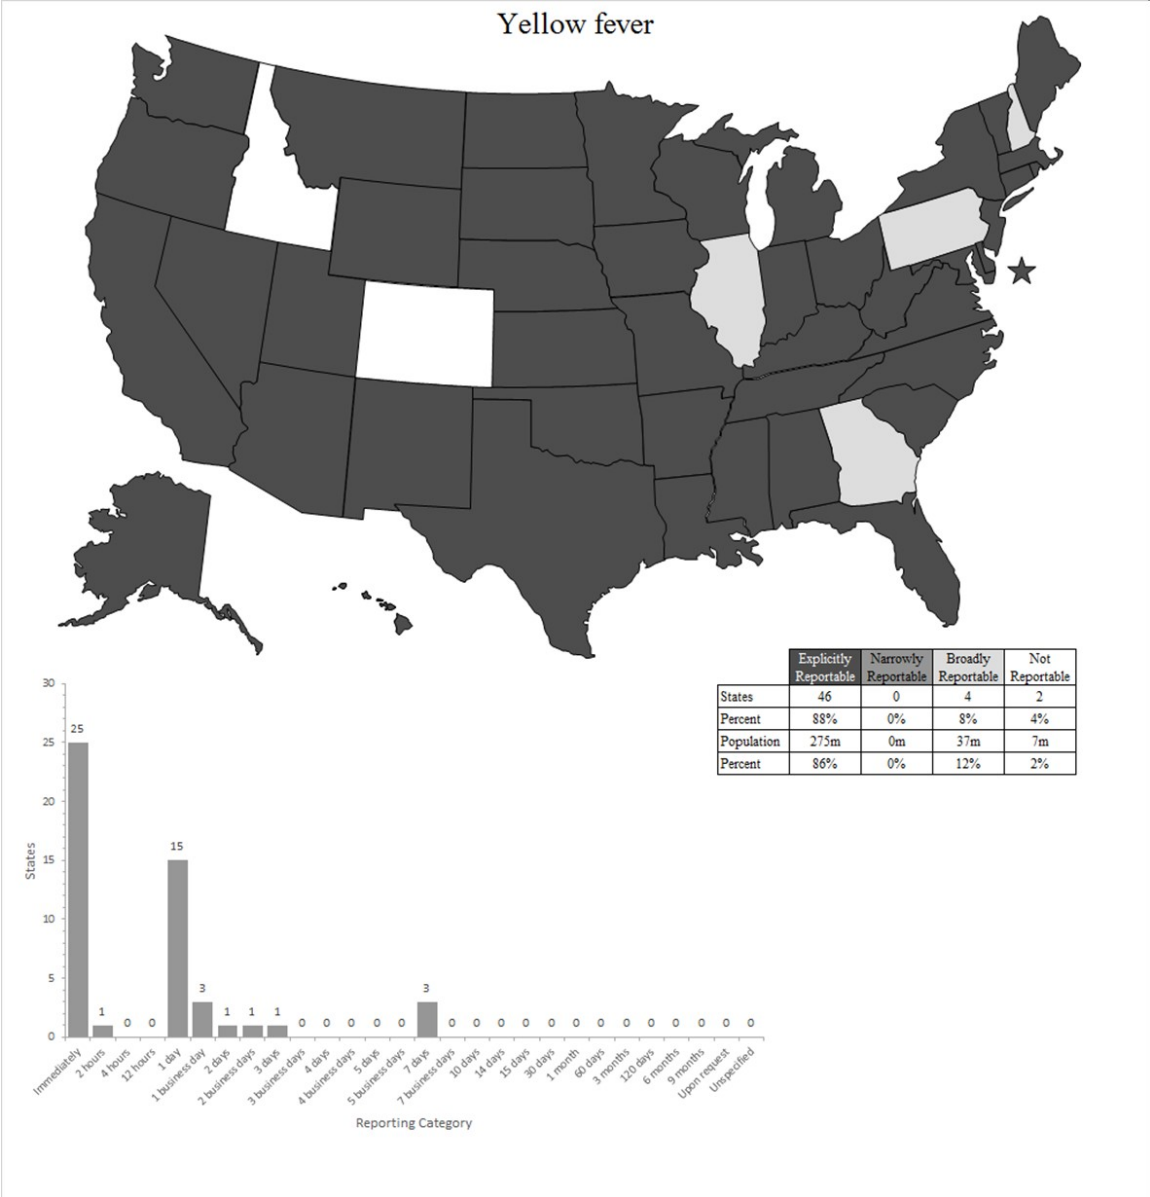 Yellow fever
Explicitly Reportable Narrowly Reportable Broadly Reportable Not Reportable
States 46 0 4 2
Percent 88% 0% 8% 4%
Population 275m 0m 37m 7m
Percent 86% 0% 12% 2%
30
25
20
15
10
5
0
States
25 1 0 0 15 3 1 1 1 0 0 0 0 0 3 0 0 0 0 0 0 0 0 0 0 0 0 0
Immediately
2 hours
4 hours
12 hours
1 day
1 business day
2 days
2 business days
3 days
3 business days
4 days
4 business days
5 days
5 business days
7 days
7 business days
10 days
14 days
15 days
30 days
1 month
60 days
3 months
120 days
6 months
9 months
Upon request
Unspecified
Reporting Category